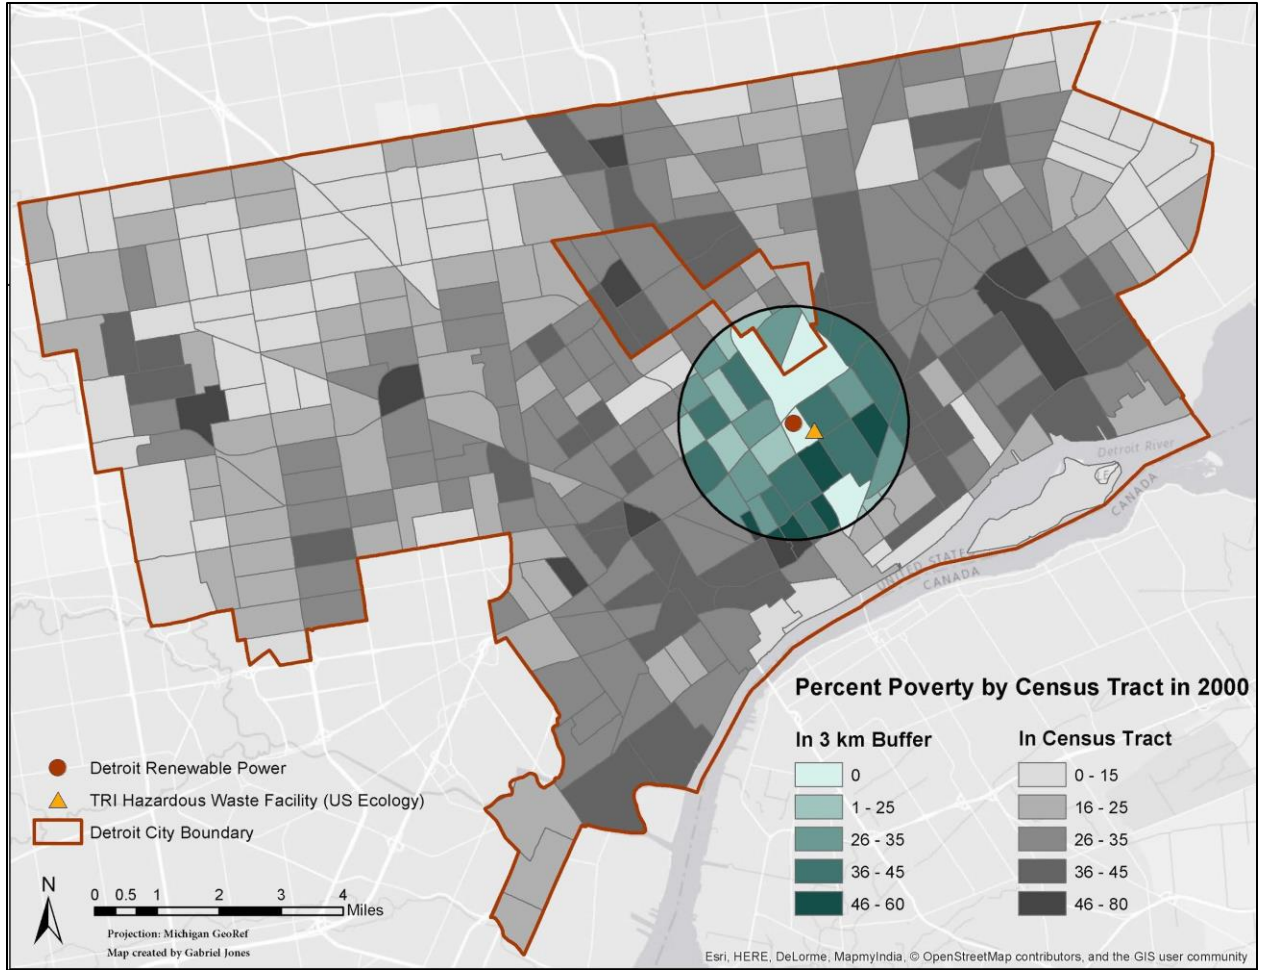 Detroit River
CANADA
UNITED STATE
CANADA
Percent Poverty by Census Tract in 2000
In 3 km Buffer
In Census Tract
0
0 - 15
1 - 25
16 - 25
26 - 35
26 - 35
36 - 45
36 - 45
46 - 60
46 - 80
Detroit Renewable Power
TRI Hazardous Waste Facility (US Ecology)
Detroit City Boundary
N
0 0.5 1 2 3 4
Miles
Projection: Michigan GeoRef
Map created by Gabriel Jones
Esri, HERE, DeLorme, MapmyIndia, © OpenStreetMap contributors, and the GIS user community